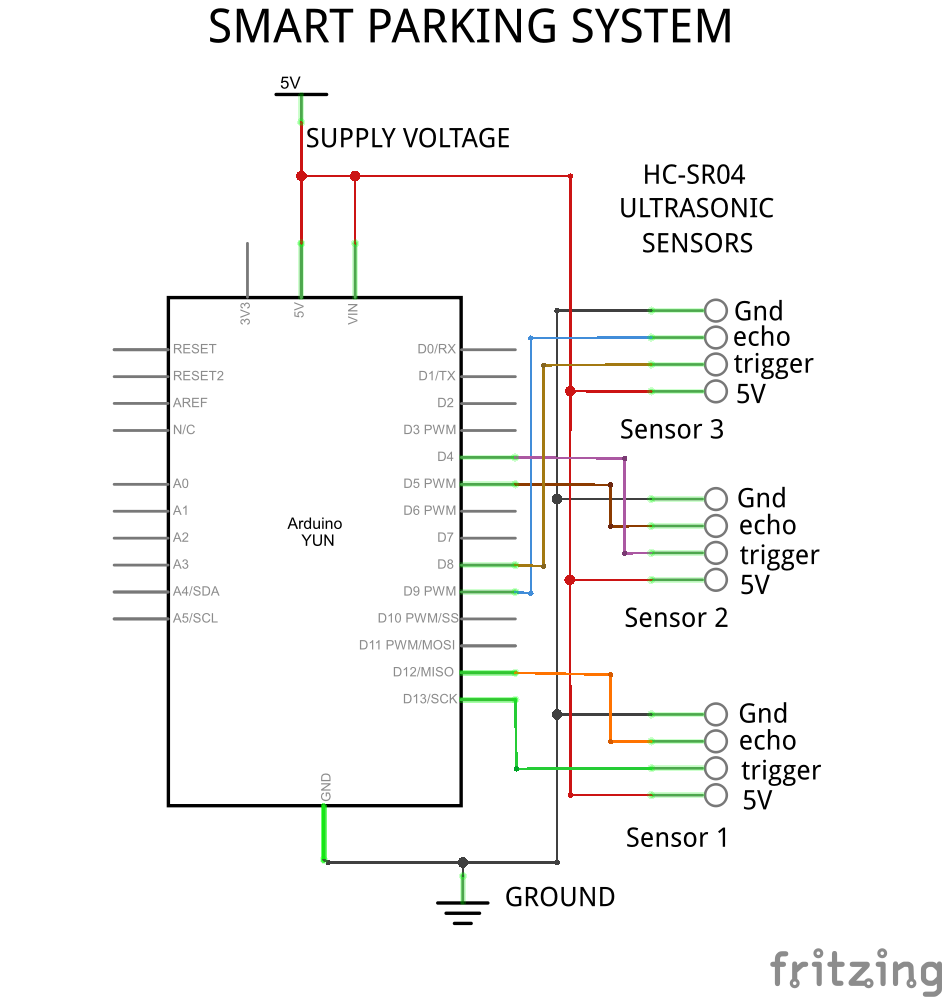 SMART PARKING SYSTEM
5V
SUPPLY VOLTAGE
HC-SR04
ULTRASONIC
SENSORS
3V3
5V
VIN
RESET
RESET2
AREF
N/C
A0
A1
A2
A3
A4/SDA
A5/SCL
Arduino
YUN
D0/RX
D1/TX
D2
D3 PWM
D4
D5 PWM
D6 PWM
D7
D8
D9 PWM
D10 PWM/SS
D11 PWM/MOSI
D12/MISO
D13/SCK
GND
Gnd
echo
trigger
5V
Sensor 3
Gnd
echo
trigger
5V
Sensor 2
Gnd
echo
trigger
5V
Sensor 1
GROUND
fritzing